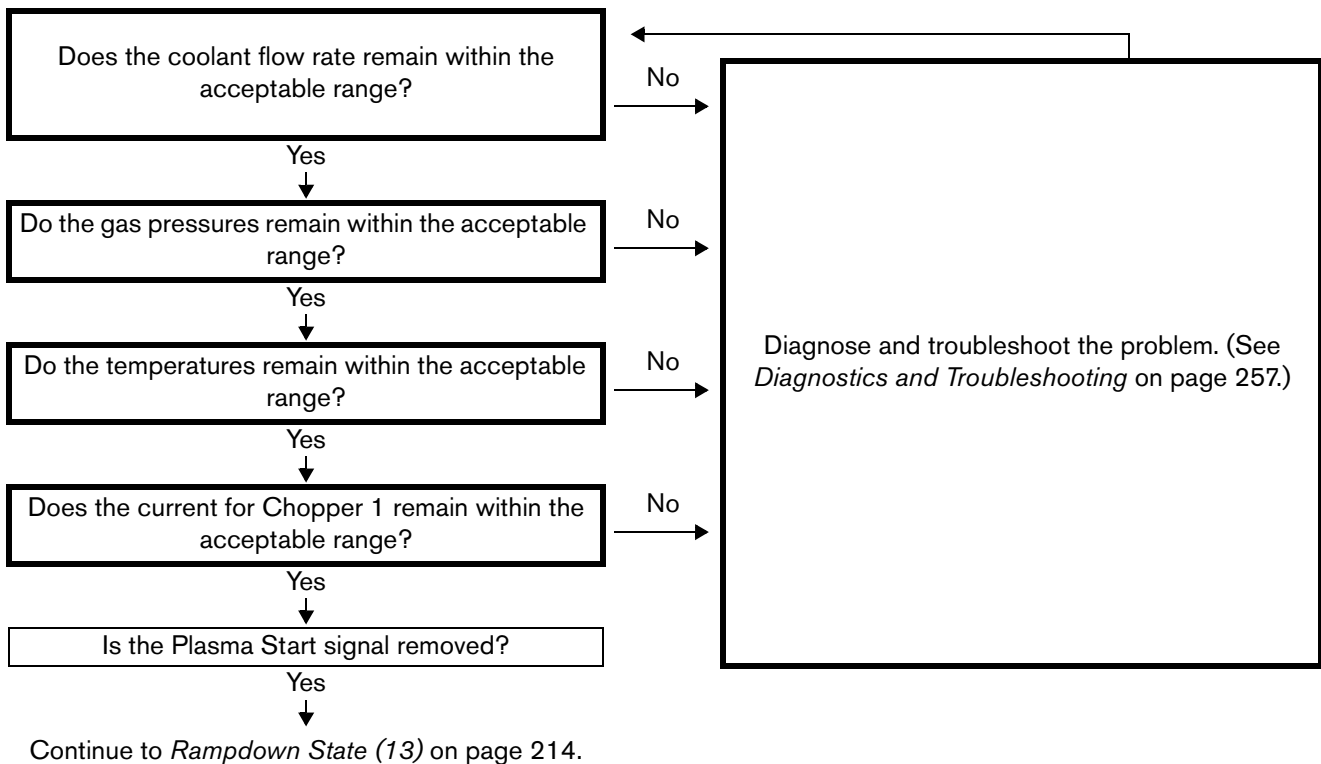 Does the coolant flow rate remain within the
acceptable range?
No
Yes
Do the gas pressures remain within the acceptable
range?
No
Yes
Do the temperatures remain within the acceptable
range?
No
Yes
Does the current for Chopper 1 remain within the
acceptable range?
No
Yes
Is the Plasma Start signal removed?
Yes
Continue to Rampdown State (13) on page 214.
Diagnose and troubleshoot the problem. (See
Diagnostics and Troubleshooting on page 257.)